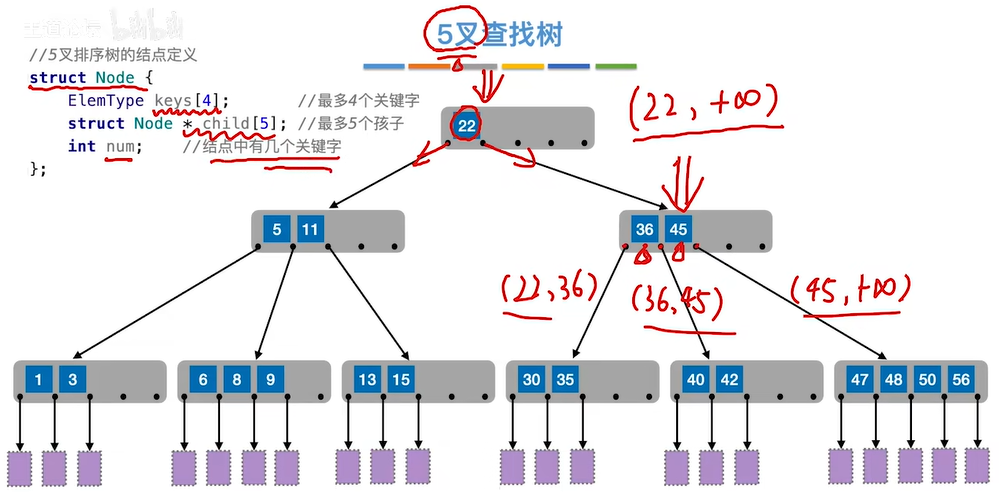 王道论坛 bilibili
5叉查找树
//5叉排序树的结点定义
struct Node {
ElemType keys[4]; //最多4个关键字
struct Node * child[5]; //最多5个孩子
int num; //结点中有几个关键字
};
22
(22, +∞)
5 11
36 45
(22,36)
(36,45)
(45,+∞)
1 3
6 8 9
13 15
30 35
40 42
47 48 50 56